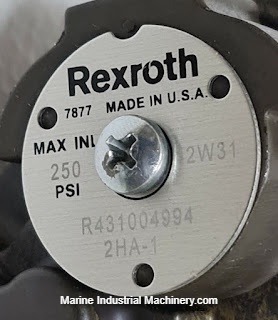 Rexroth
7877 MADE IN U.S.A.
MAX INL
250 2W31
PSI
R431004994
2HA-1
Marine Industrial Machinery.com